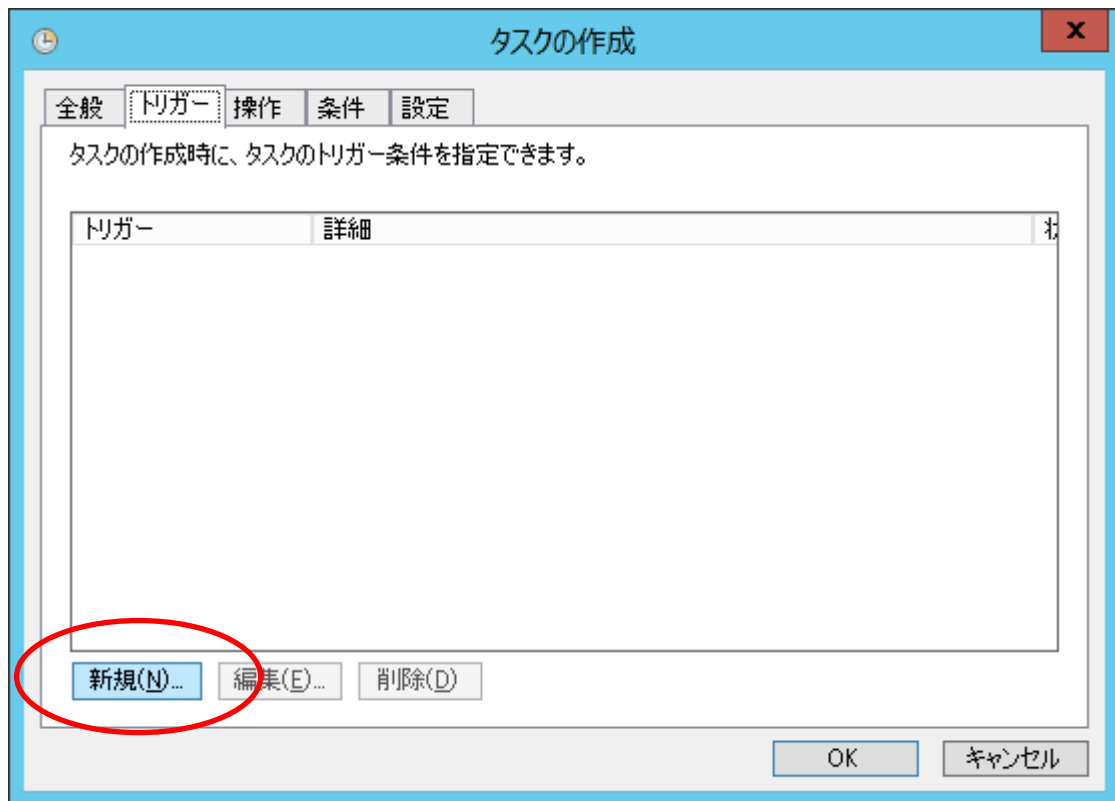 タスクの作成
全般 トリガー 操作 条件 設定
タスクの作成時に、タスクのトリガー条件を指定できます。
トリガー 詳細
新規(N)... 編集(E)... 削除(D)
OK キャンセル